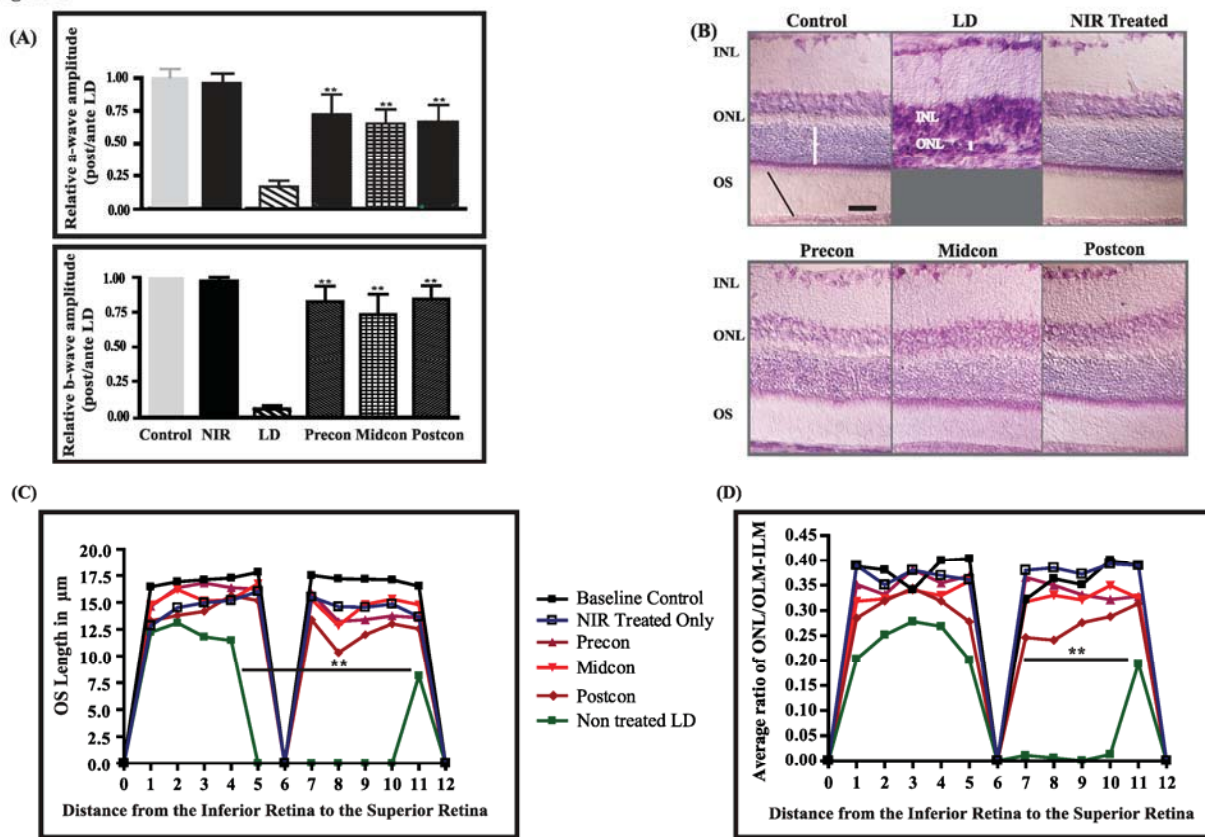 (A)
Relative a-wave amplitude
(post/ante LD
1.00
0.75
0.50
0.25
0.00
** ** **
Relative b-wave amplitude
(post/ante LD
1.00
0.75
0.50
0.25
0.00
** ** **
Control NIR LD Precon Midcon Postcon
(B)
Control LD NIR Treated
INL
ONL
OS
INL
ONL
Precon Midcon Postcon
INL
ONL
OS
(C)
OS Length in µm
20.0
17.5
15.0
12.5
10.0
7.5
5.0
2.5
0.0
**
0 1 2 3 4 5 6 7 8 9 10 11 12
Distance from the Inferior Retina to the Superior Retina
Baseline Control
NIR Treated Only
Precon
Midcon
Postcon
Non treated LD
(D)
Average ratio of ONL/OLM-ILM
0.45
0.40
0.35
0.30
0.25
0.20
0.15
0.10
0.05
0.00
**
0 1 2 3 4 5 6 7 8 9 10 11 12
Distance from the Inferior Retina to the Superior Retina